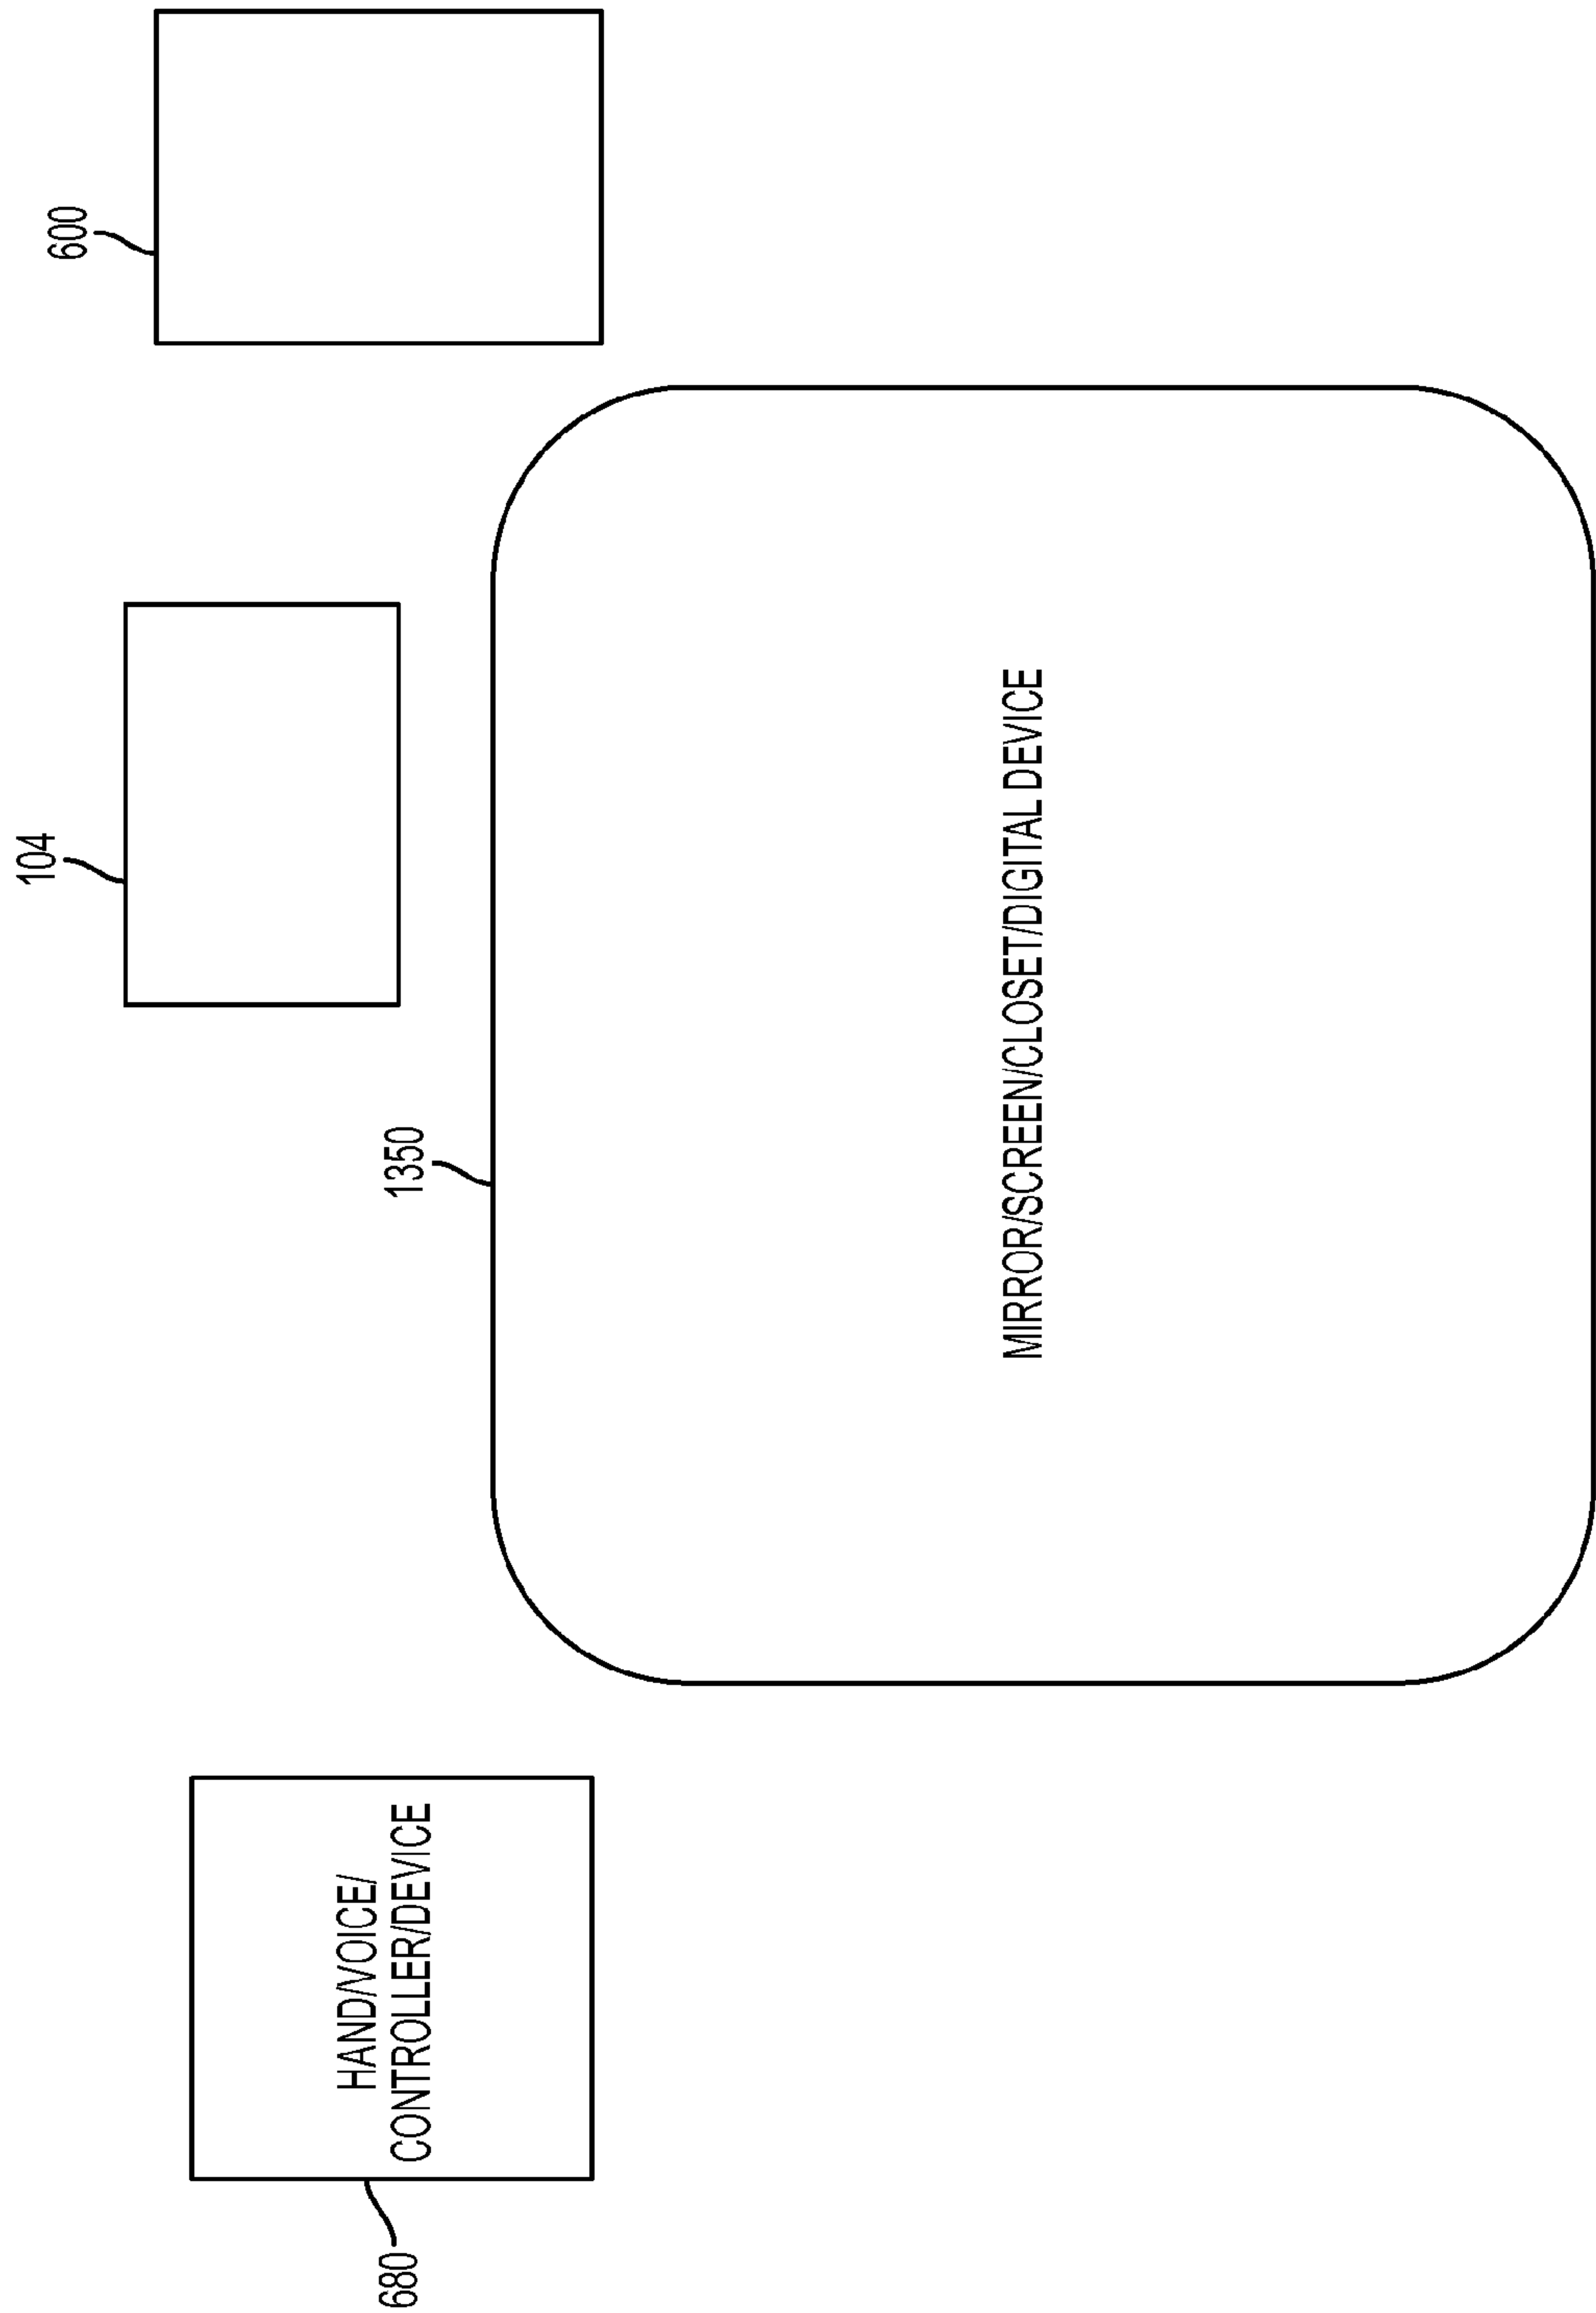 600
104
1350
MIRROR/SCREEN/CLOSET/DIGITAL DEVICE
HAND/VOICE/
CONTROLLER/DEVICE
680